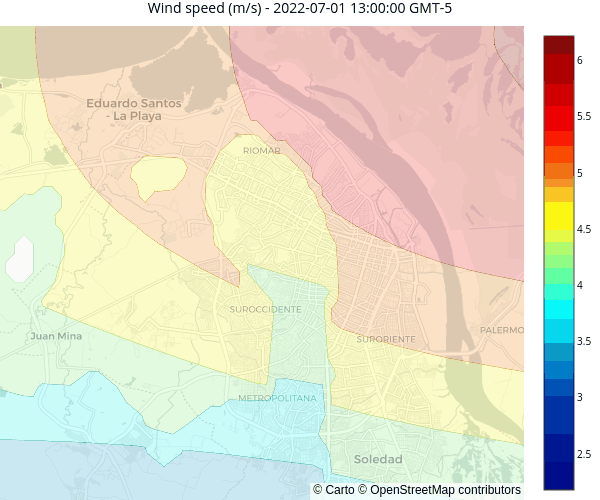 Wind speed (m/s) - 2022-07-01 13:00:00 GMT-5
Eduardo Santos
- La Playa
RIOMAR
SUROCCIDENTE
Juan Mina
SURORIENTE
PALERMO
METROPOLITANA
Soledad
6
5.5
5
4.5
4
3.5
3
2.5
© Carto © OpenStreetMap contributors